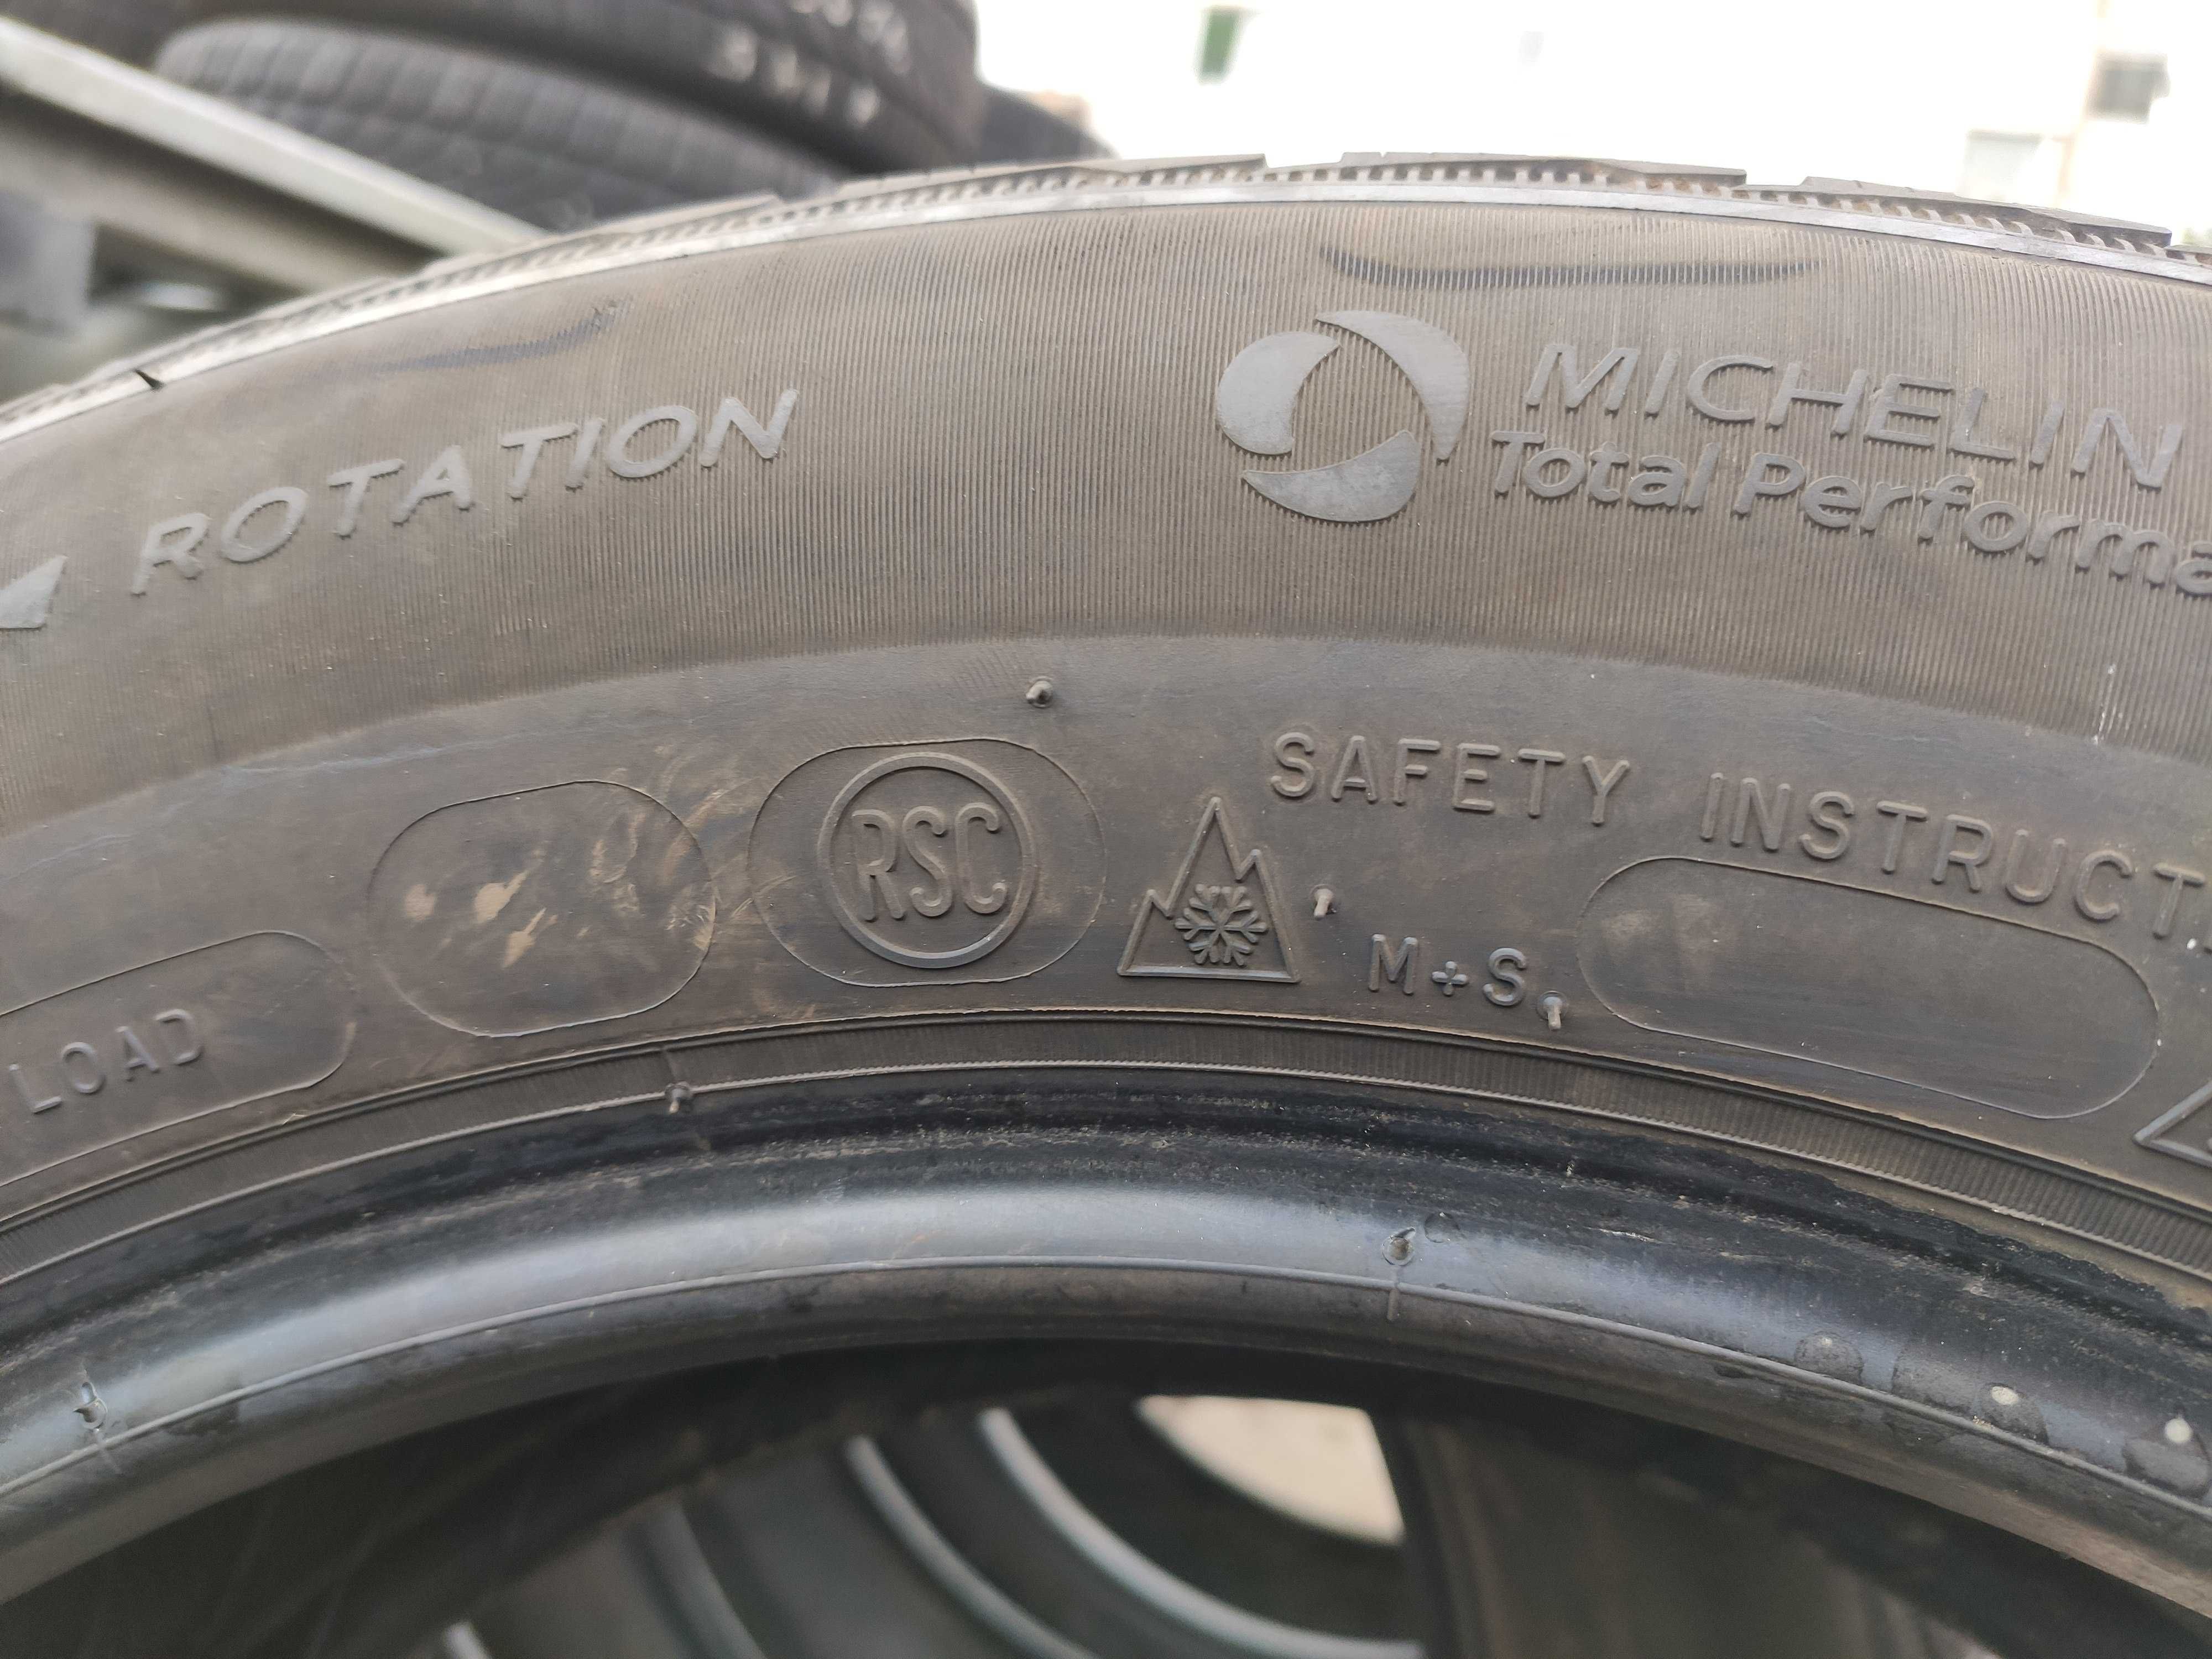 ROTATION
MICHELIN
Total Performa
SAFETY INSTRUCT
RSC
M+S
LOAD